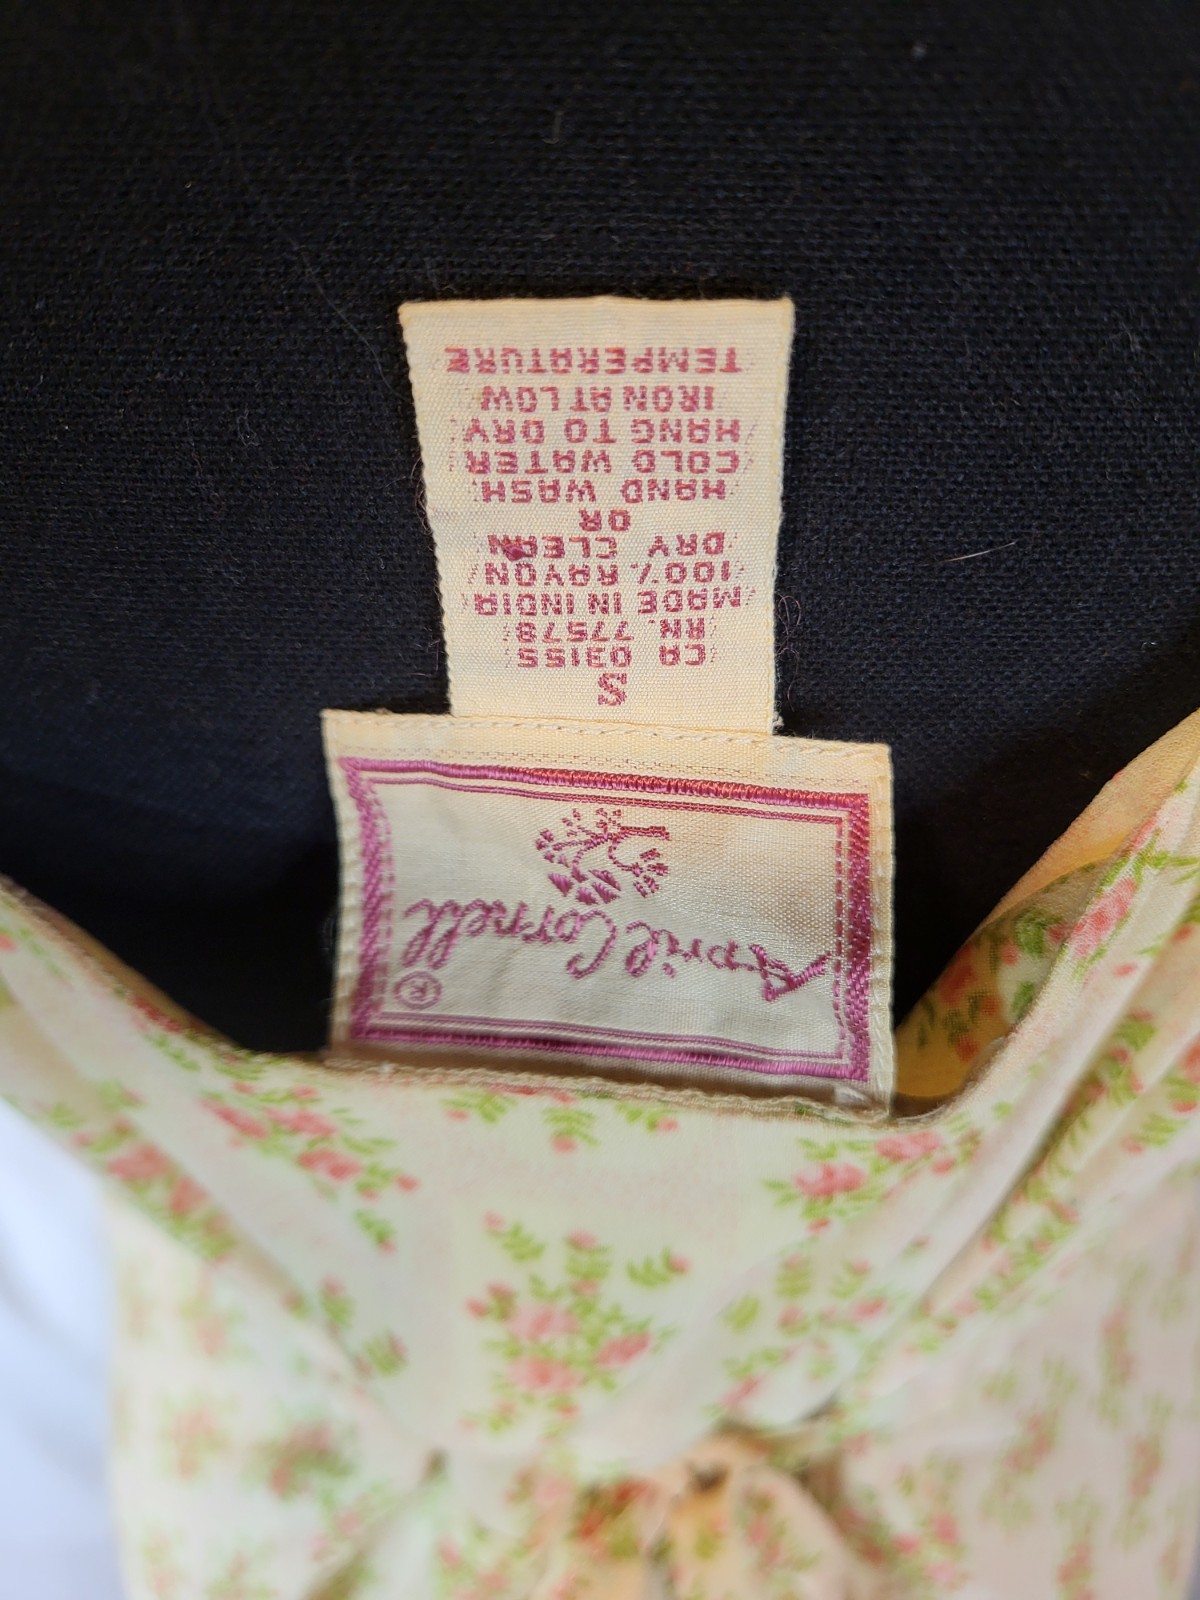 April Cornell
®
S
CA 03155
RN. 77578
MADE IN INDIA
100% RAYON
DRY CLEAN
OR
HAND WASH
COLD WATER
HANG TO DRY
IRON AT LOW
TEMPERATURE